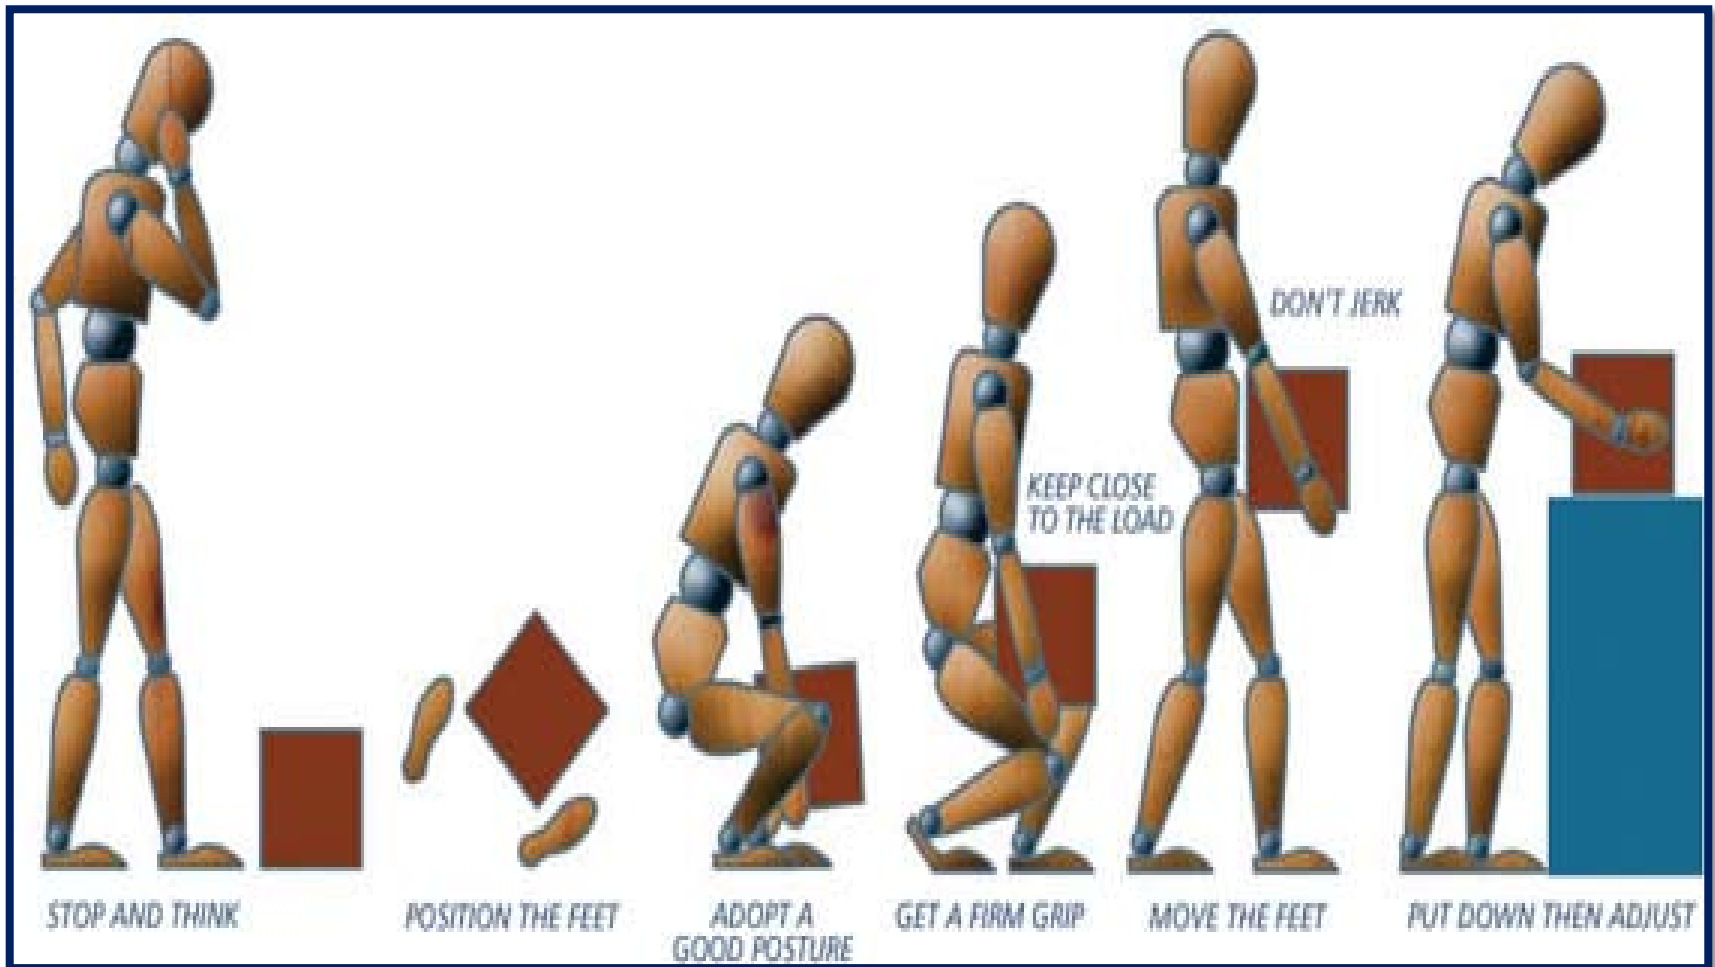 DON'T JERK
KEEP CLOSE
TO THE LOAD
STOP AND THINK
POSITION THE FEET
ADOPT A
GOOD POSTURE
GET A FIRM GRIP
MOVE THE FEET
PUT DOWN THEN ADJUST